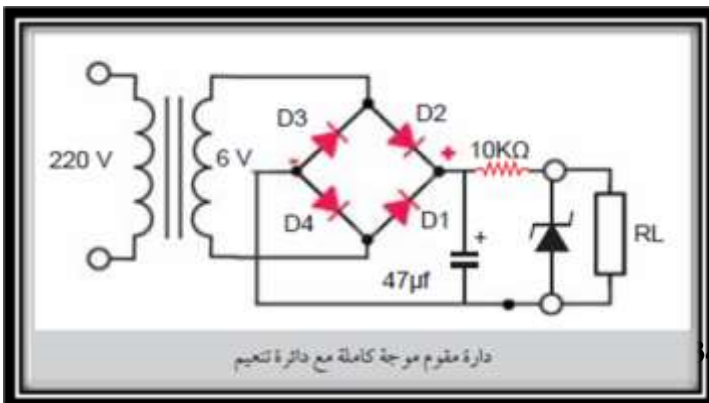 D3
D2
220 V
6 V
-
+
10KΩ
D4
D1
+
RL
47µf
دارة مقوم موجة كاملة مع دائرة تنعيم